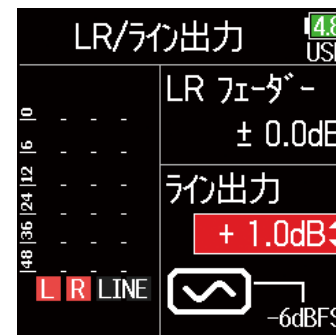 LR/ライン出力
4.8
US
LR フェーダー
± 0.0dB
|0
|6
|12
|24
|36
|48
ライン出力
+ 1.0dB
L R LINE
-6dBFS